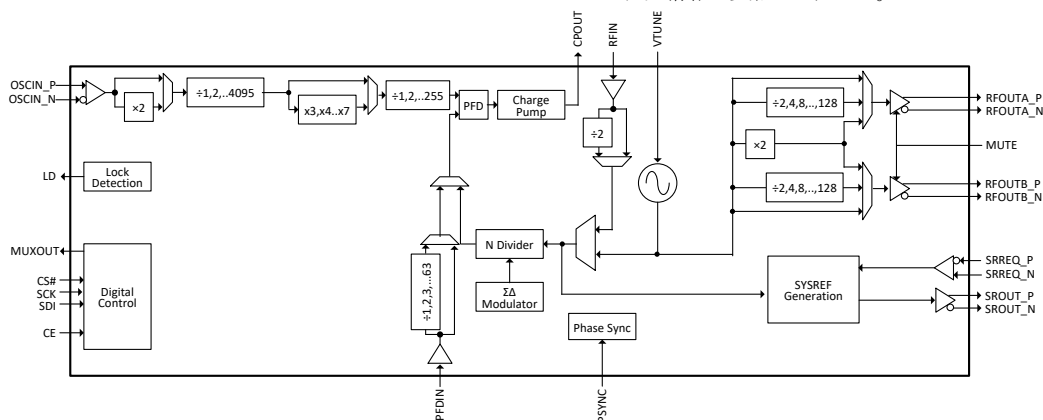 CPOUT
RFIN
VTUNE
OSCIN_P
OSCIN_N
×2
÷1,2,..4095
x3,x4..x7
÷1,2,..255
PFD
Charge
Pump
÷2
÷2,4,8,..,128
×2
÷2,4,8,..,128
RFOUTA_P
RFOUTA_N
MUTE
RFOUTB_P
RFOUTB_N
LD
Lock
Detection
MUXOUT
CS#
SCK
SDI
CE
Digital
Control
÷1,2,3,...63
N Divider
ΣΔ
Modulator
Phase Sync
SYSREF
Generation
SRREQ_P
SRREQ_N
SROUT_P
SROUT_N
PFDIN
PSYNC